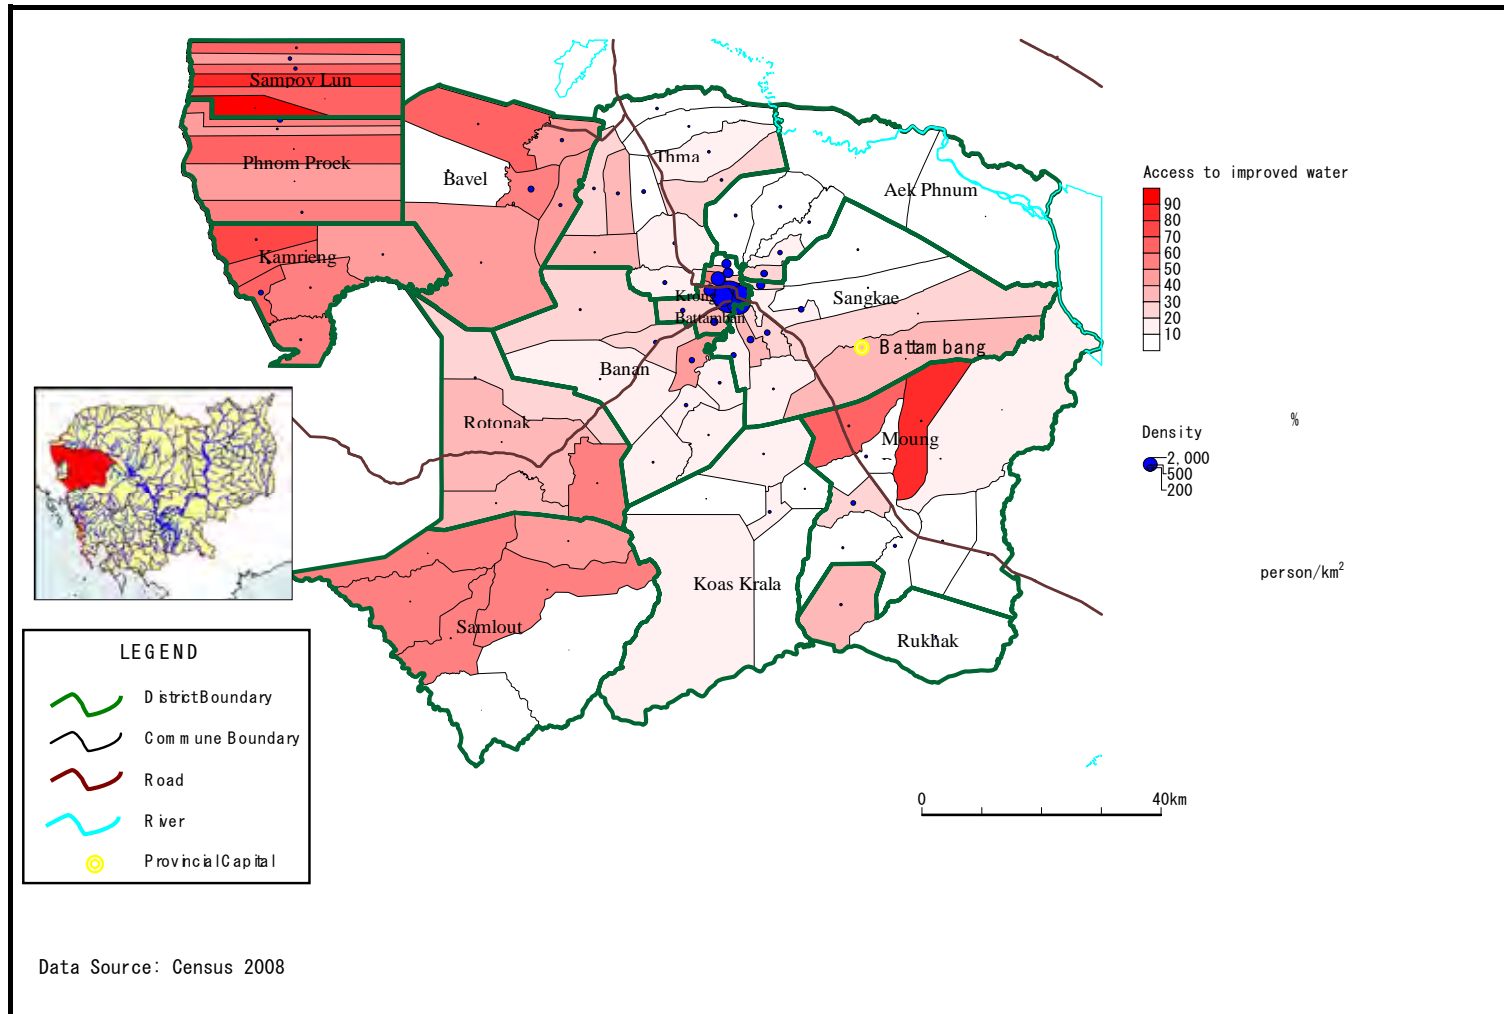 Sampov Lun
Phnom Proek
Bavel
Thma
Aek Phnum
Kamrieng
Krong
Battamban
Sangkae
Battambang
Banan
Rotonak
Moung
Koas Krala
Samlout
Rukhak
Access to improved water
90
80
70
60
50
40
30
20
10
%
Density
2,000
500
200
person/km²
LEGEND
District Boundary
Commune Boundary
Road
River
Provincial Capital
0 40km
Data Source: Census 2008